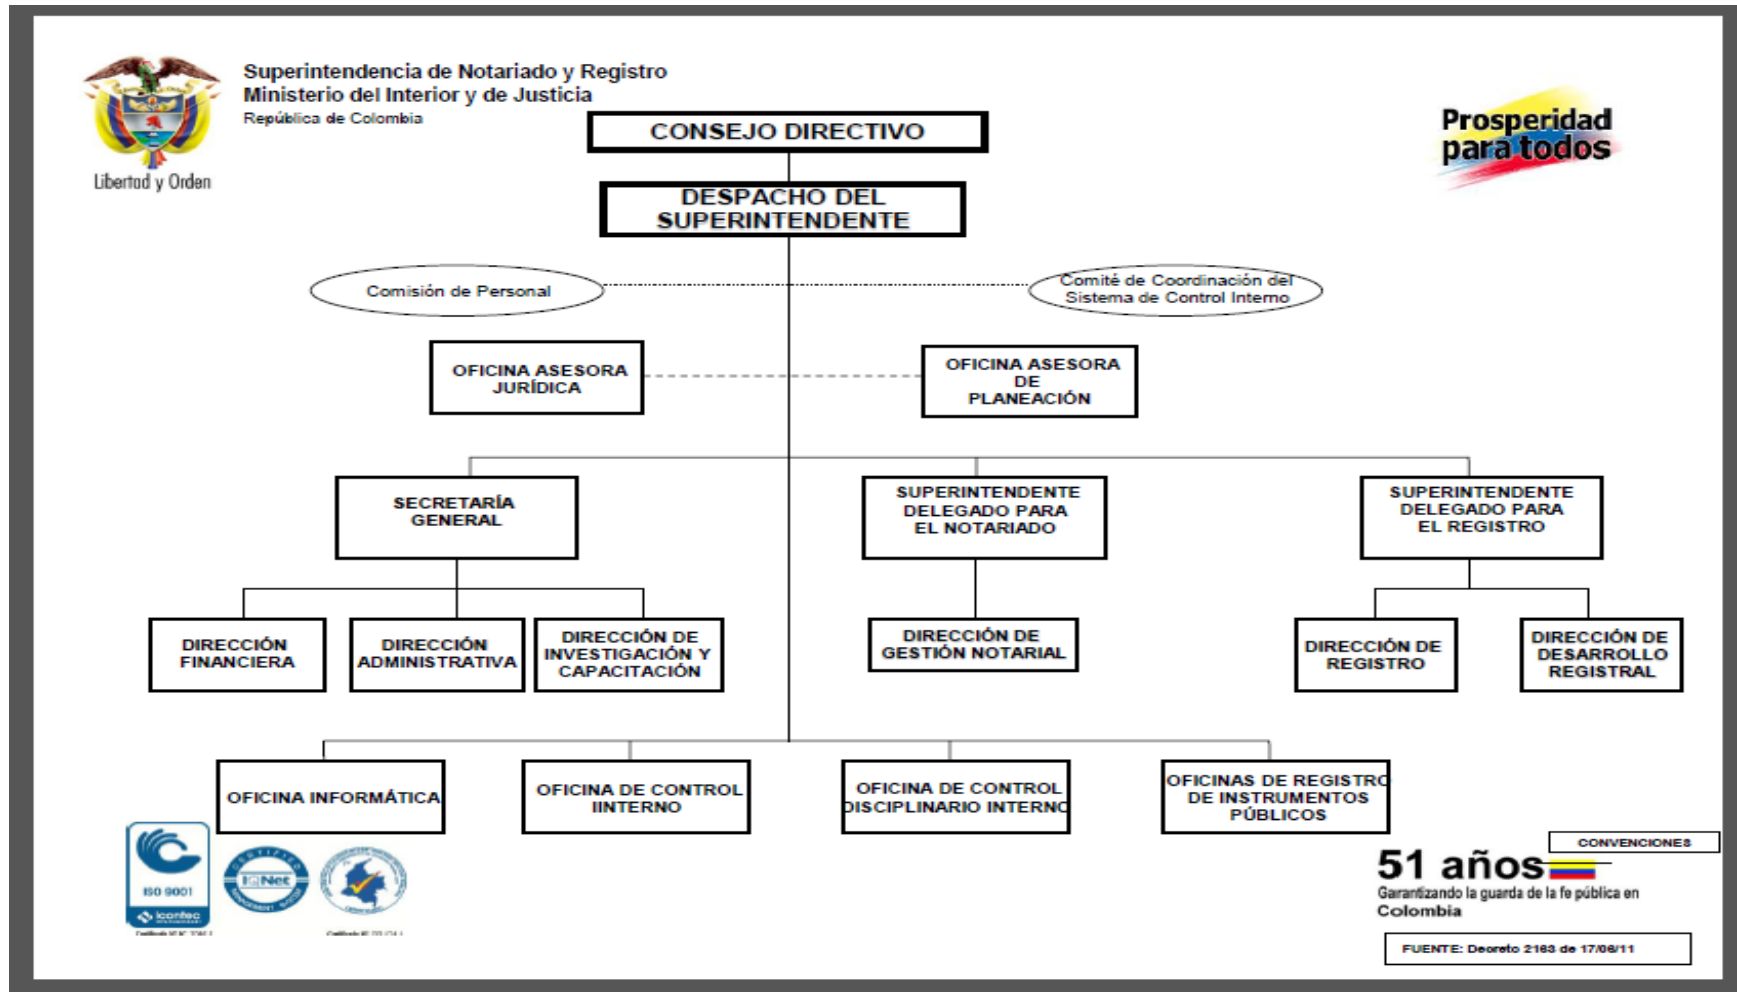 Superintendencia de Notariado y Registro
Ministerio del Interior y de Justicia
República de Colombia
Libertad y Orden
Prosperidad
para todos
CONSEJO DIRECTIVO
DESPACHO DEL
SUPERINTENDENTE
Comisión de Personal
Comité de Coordinación del
Sistema de Control Interno
OFICINA ASESORA
JURÍDICA
OFICINA ASESORA
DE
PLANEACIÓN
SECRETARÍA
GENERAL
SUPERINTENDENTE
DELEGADO PARA
EL NOTARIADO
SUPERINTENDENTE
DELEGADO PARA
EL REGISTRO
DIRECCIÓN
FINANCIERA
DIRECCIÓN
ADMINISTRATIVA
DIRECCIÓN DE
INVESTIGACIÓN Y
CAPACITACIÓN
DIRECCIÓN DE
GESTIÓN NOTARIAL
DIRECCIÓN DE
REGISTRO
DIRECCIÓN DE
DESARROLLO
REGISTRAL
OFICINA INFORMÁTICA
OFICINA DE CONTROL
IINTERNO
OFICINA DE CONTROL
DISCIPLINARIO INTERNO
OFICINAS DE REGISTRO
DE INSTRUMENTOS
PÚBLICOS
ISO 9001
icontec
CERTIFIED
IQNet
MANAGEMENT SYSTEM
CONVENCIONES
51 años
Garantizando la guarda de la fe pública en
Colombia
FUENTE: Decreto 2163 de 17/06/11